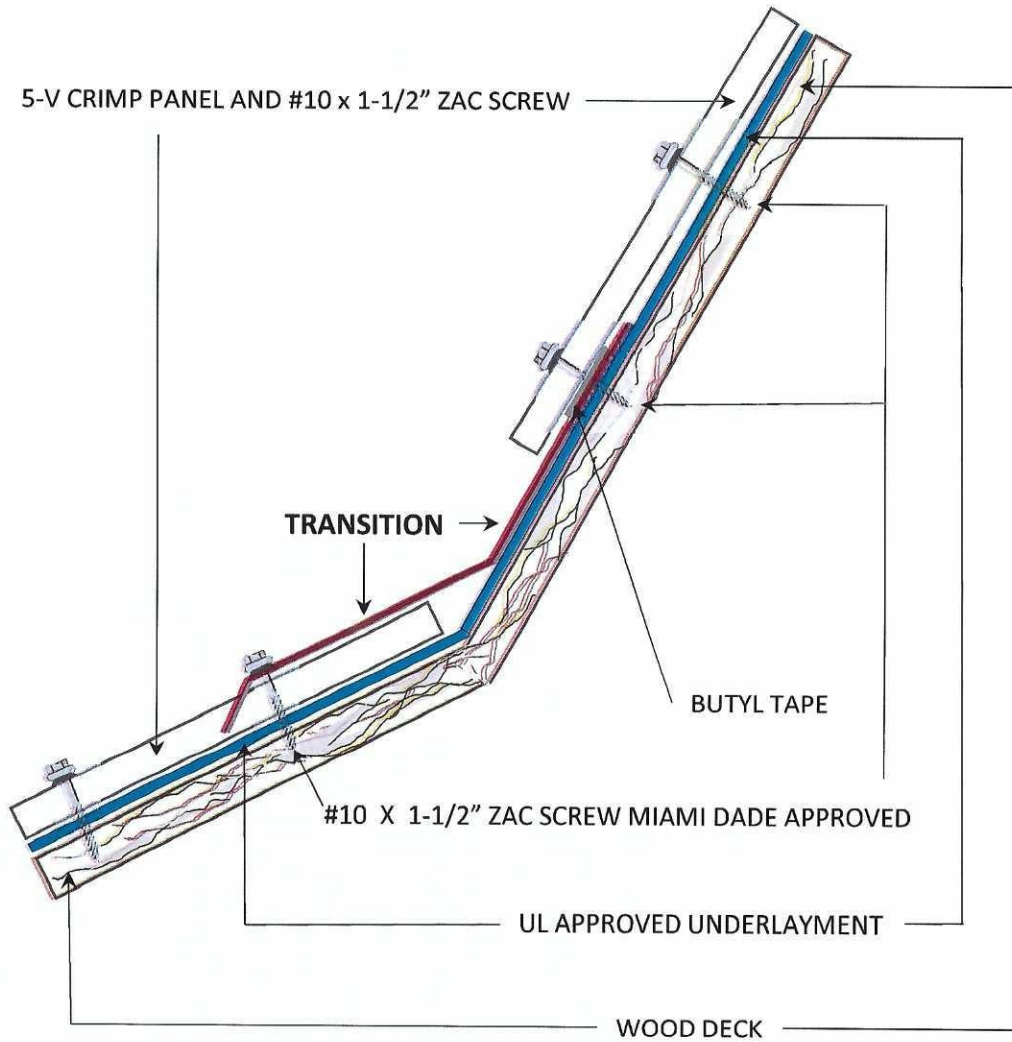 5-V CRIMP PANEL AND #10 x 1-1/2” ZAC SCREW
TRANSITION
BUTYL TAPE
#10 X 1-1/2” ZAC SCREW MIAMI DADE APPROVED
UL APPROVED UNDERLAYMENT
WOOD DECK